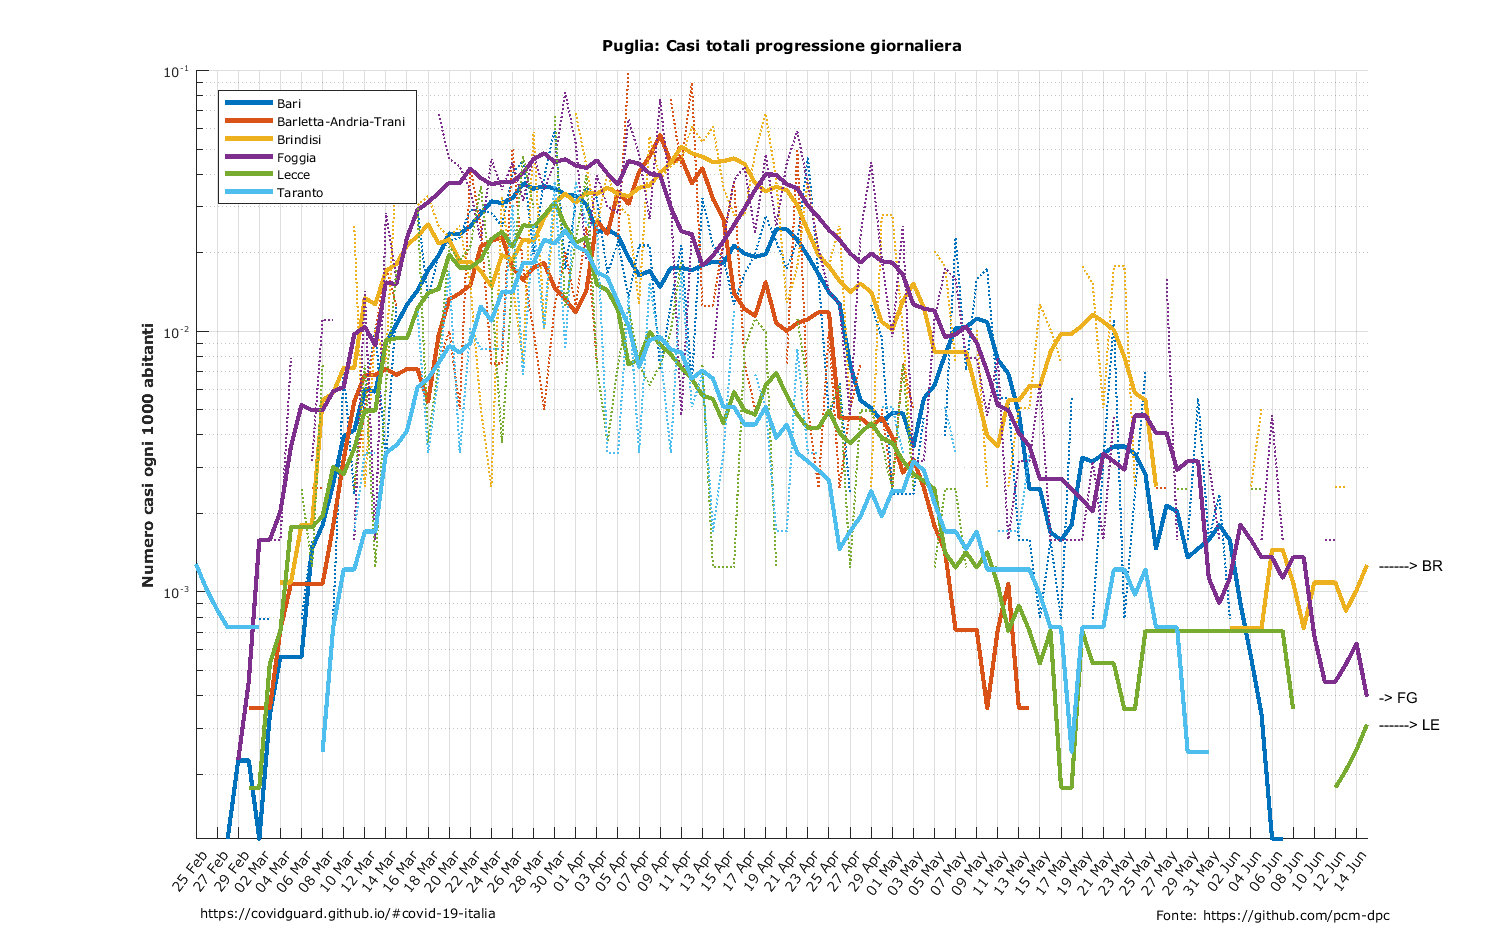 Puglia: Casi totali progressione giornaliera
10-1
10-2
10-3
Numero casi ogni 1000 abitanti
Bari
Barletta-Andria-Trani
Brindisi
Foggia
Lecce
Taranto
------> BR
-> FG
------> LE
25 Feb
27 Feb
29 Feb
02 Mar
04 Mar
06 Mar
08 Mar
10 Mar
12 Mar
14 Mar
16 Mar
18 Mar
20 Mar
22 Mar
24 Mar
26 Mar
28 Mar
30 Mar
01 Apr
03 Apr
05 Apr
07 Apr
09 Apr
11 Apr
13 Apr
15 Apr
17 Apr
19 Apr
21 Apr
23 Apr
25 Apr
27 Apr
29 Apr
01 May
03 May
05 May
07 May
09 May
11 May
13 May
15 May
17 May
19 May
21 May
23 May
25 May
27 May
29 May
31 May
02 Jun
04 Jun
06 Jun
08 Jun
10 Jun
12 Jun
14 Jun
https://covidguard.github.io/#covid-19-italia
Fonte: https://github.com/pcm-dpc